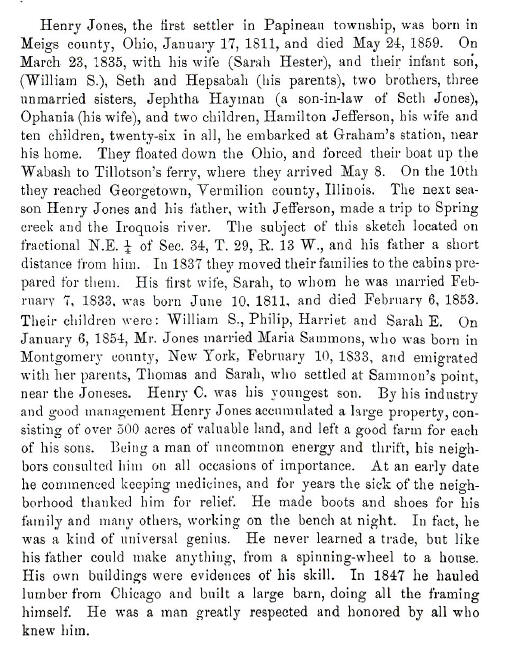 Henry Jones, the first settler in Papineau township, was born in
Meigs county, Ohio, January 17, 1811, and died May 24, 1859. On
March 23, 1835, with his wife (Sarah Hester), and their infant son,
(William S.), Seth and Hepsabah (his parents), two brothers, three
unmarried sisters, Jephtha Hayman (a son-in-law of Seth Jones),
Ophania (his wife), and two children, Hamilton Jefferson, his wife and
ten children, twenty-six in all, he embarked at Graham's station, near
his home. They floated down the Ohio, and forced their boat up the
Wabash to Tillotson's ferry, where they arrived May 8. On the 10th
they reached Georgetown, Vermilion county, Illinois. The next sea-
son Henry Jones and his father, with Jefferson, made a trip to Spring
creek and the Iroquois river. The subject of this sketch located on
fractional N.E. ¼ of Sec. 34, T. 29, R. 13 W., and his father a short
distance from him. In 1837 they moved their families to the cabins pre-
pared for them. His first wife, Sarah, to whom he was married Feb-
ruary 7, 1833, was born June 10, 1811, and died February 6, 1853.
Their children were: William S., Philip, Harriet and Sarah E. On
January 6, 1854, Mr. Jones married Maria Sammons, who was born in
Montgomery county, New York, February 10, 1833, and emigrated
with her parents, Thomas and Sarah, who settled at Sammon's point,
near the Joneses. Henry C. was his youngest son. By his industry
and good management Henry Jones accumulated a large property, con-
sisting of over 500 acres of valuable land, and left a good farm for each
of his sons. Being a man of uncommon energy and thrift, his neigh-
bors consulted him on all occasions of importance. At an early date
he commenced keeping medicines, and for years the sick of the neigh-
borhood thanked him for relief. He made boots and shoes for his
family and many others, working on the bench at night. In fact, he
was a kind of universal genius. He never learned a trade, but like
his father could make anything, from a spinning-wheel to a house.
His own buildings were evidences of his skill. In 1847 he hauled
lumber from Chicago and built a large barn, doing all the framing
himself. He was a man greatly respected and honored by all who
knew him.